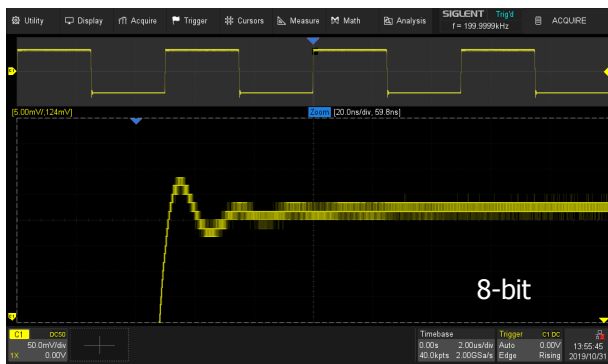 Utility Display Acquire Trigger Cursors Measure Math Analysis SIGLENT Trig'd ACQUIRE
f = 199.9999kHz
[5.00mV/,124mV] Zoom [20.0ns/div, 59.8ns]
8-bit
C1 DC50 Timebase Trigger C1 DC
50.0mV/div 0.00s 2.00us/div Auto 0.00V 13:55:45
1X 0.00V 40.0kpts 2.00GSa/s Edge Rising 2019/10/31